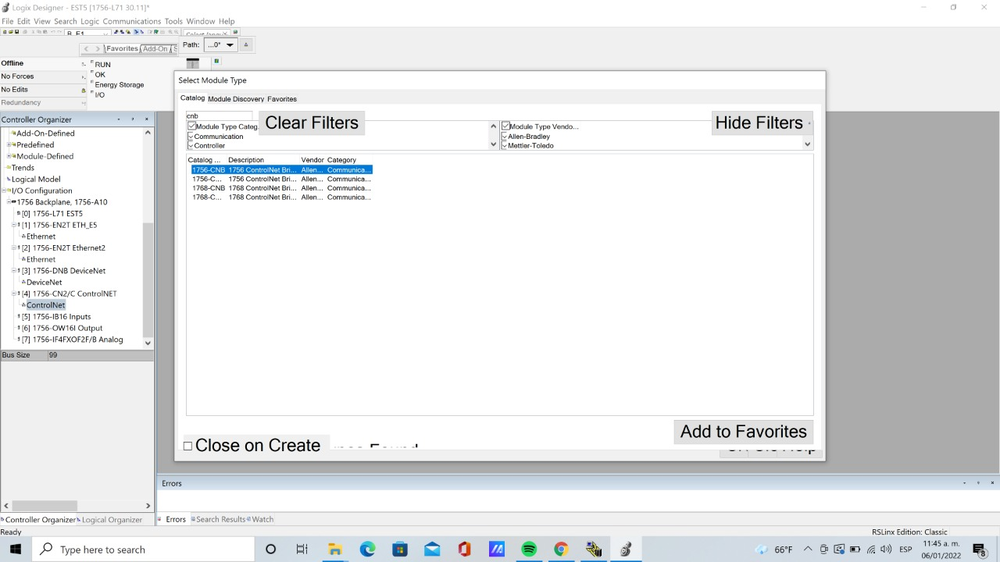 Logix Designer - EST5 [1756-L71 30.11]*
File Edit View Search Logic Communications Tools Window Help
Path: ...0*
Favorites Add-On
Offline
RUN
No Forces
OK
Energy Storage
No Edits
I/O
Redundancy
Controller Organizer
Add-On-Defined
Predefined
Module-Defined
Trends
Logical Model
I/O Configuration
1756 Backplane, 1756-A10
[0] 1756-L71 EST5
[1] 1756-EN2T ETH_E5
Ethernet
[2] 1756-EN2T Ethernet2
Ethernet
[3] 1756-DNB DeviceNet
DeviceNet
[4] 1756-CN2/C ControlNET
ControlNet
[5] 1756-IB16 Inputs
[6] 1756-OW16I Output
[7] 1756-IF4FXOF2F/B Analog
Bus Size 99
Controller Organizer Logical Organizer
Select Module Type
Catalog Module Discovery Favorites
cnb
Clear Filters
Hide Filters
Module Type Categ...
Communication
Controller
Module Type Vendo...
Allen-Bradley
Mettler-Toledo
Catalog ... Description Vendor Category
1756-CNB 1756 ControlNet Bri... Allen... Communica...
1756-C... 1756 ControlNet Bri... Allen... Communica...
1768-CNB 1768 ControlNet Bri... Allen... Communica...
1768-C... 1768 ControlNet Bri... Allen... Communica...
Add to Favorites
Close on Create
Errors
Errors Search Results Watch
Ready
RSLinx Edition: Classic
Type here to search
66°F
ESP
11:45 a. m.
06/01/2022
8